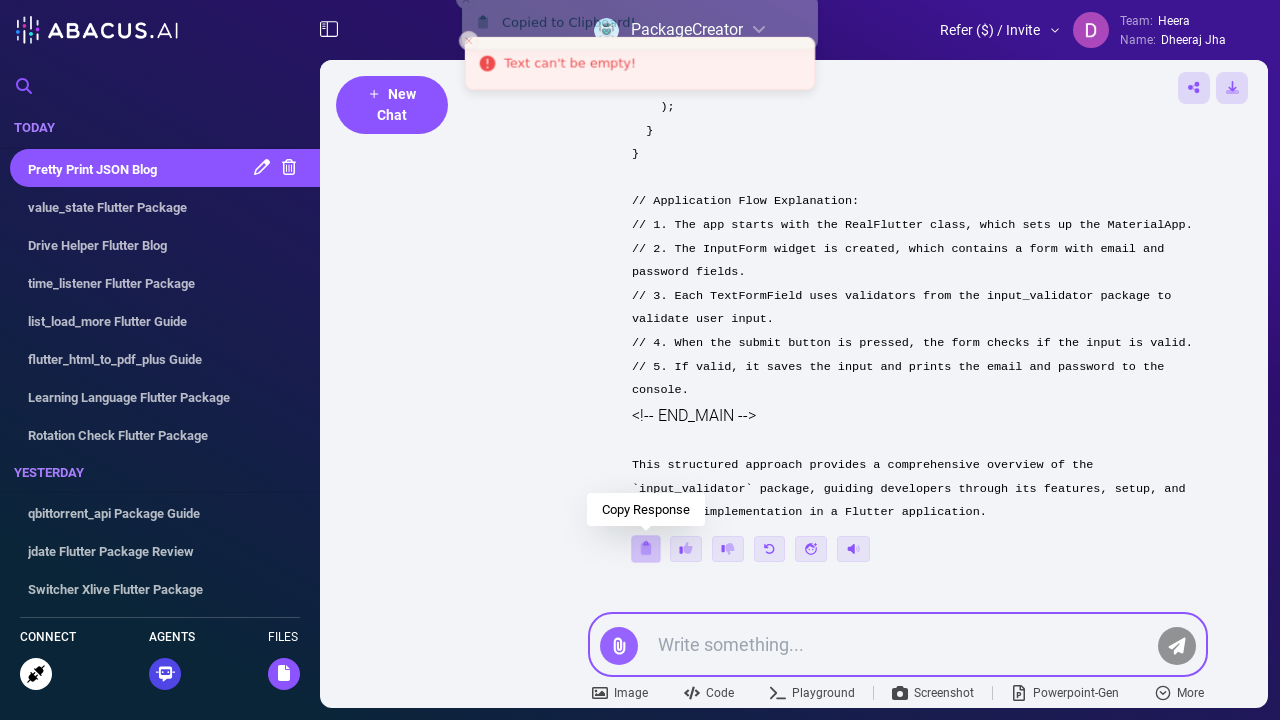 ABACUS.AI
Copied to Clipboard!
PackageCreator
Refer ($) / Invite
D
Team: Heera
Name: Dheeraj Jha
Text can't be empty!
+ New Chat
TODAY
Pretty Print JSON Blog
value_state Flutter Package
Drive Helper Flutter Blog
time_listener Flutter Package
list_load_more Flutter Guide
flutter_html_to_pdf_plus Guide
Learning Language Flutter Package
Rotation Check Flutter Package
YESTERDAY
qbittorrent_api Package Guide
jdate Flutter Package Review
Switcher Xlive Flutter Package
CONNECT
AGENTS
FILES
);
}
}
// Application Flow Explanation:
// 1. The app starts with the RealFlutter class, which sets up the MaterialApp.
// 2. The InputForm widget is created, which contains a form with email and
password fields.
// 3. Each TextFormField uses validators from the input_validator package to
validate user input.
// 4. When the submit button is pressed, the form checks if the input is valid.
// 5. If valid, it saves the input and prints the email and password to the
console.
<!-- END_MAIN -->
This structured approach provides a comprehensive overview of the
`input_validator` package, guiding developers through its features, setup, and
implementation in a Flutter application.
Copy Response
Write something...
Image
Code
Playground
Screenshot
Powerpoint-Gen
More